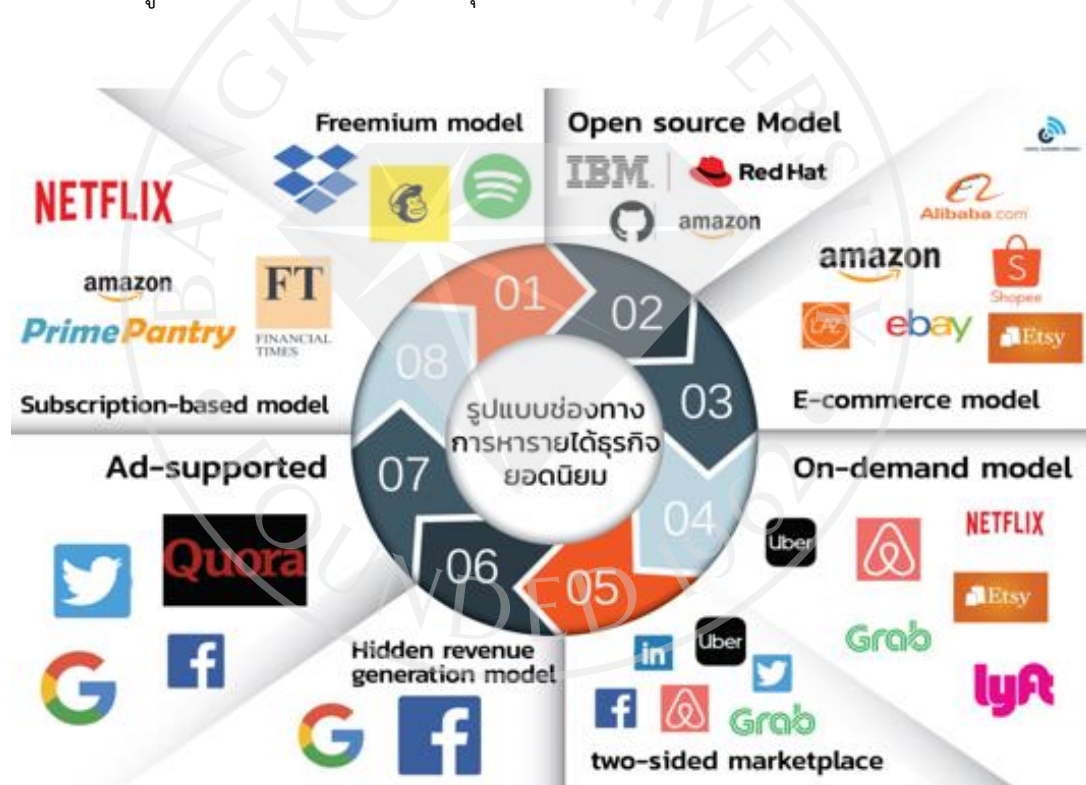 Freemium model
Open source Model
IBM
Red Hat
amazon
NETFLIX
amazon
Prime Pantry
FT
FINANCIAL
TIMES
Subscription-based model
Alibaba.com
amazon
Shopee
ebay
Etsy
E-commerce model
01
02
03
04
05
06
07
08
รูปแบบช่องทาง
การหารายได้ธุรกิจ
ยอดนิยม
Ad-supported
Quora
On-demand model
Uber
NETFLIX
Etsy
Grab
lyft
Hidden revenue
generation model
in
Uber
Grab
two-sided marketplace
FOUNDED